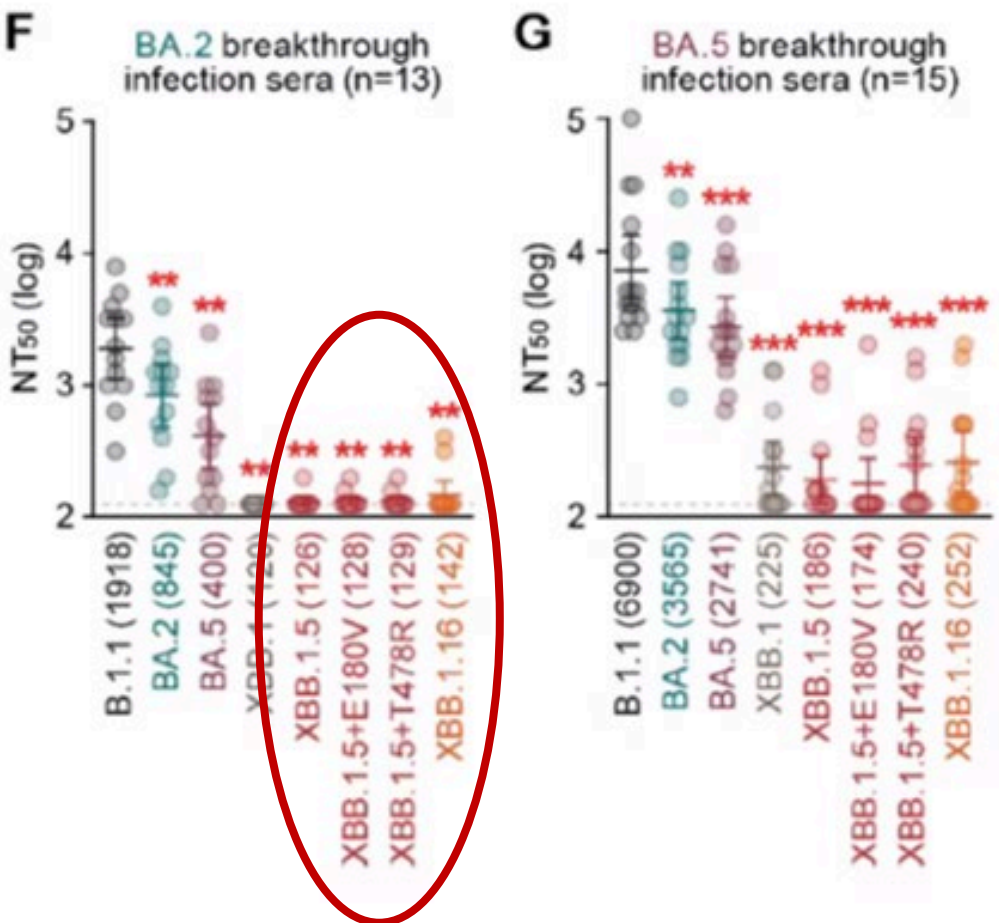 F
BA.2 breakthrough
infection sera (n=13)
NT50 (log)
5
4
3
2
**
**
**
**
**
**
**
B.1.1 (1918)
BA.2 (845)
BA.5 (400)
XBB.1 (120)
XBB.1.5 (126)
XBB.1.5+E180V (128)
XBB.1.5+T478R (129)
XBB.1.16 (142)
G
BA.5 breakthrough
infection sera (n=15)
NT50 (log)
5
4
3
2
**
***
***
***
***
***
***
B.1.1 (6900)
BA.2 (3565)
BA.5 (2741)
XBB.1 (225)
XBB.1.5 (186)
XBB.1.5+E180V (174)
XBB.1.5+T478R (240)
XBB.1.16 (252)